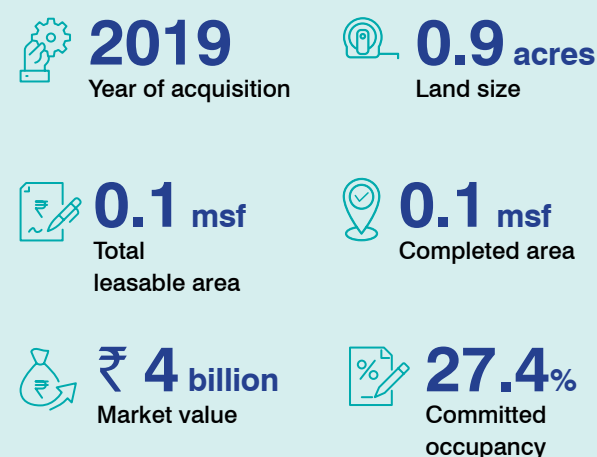 2019
Year of acquisition
0.9 acres
Land size
₹
0.1 msf
Total
leasable area
0.1 msf
Completed area
₹
₹ 4 billion
Market value
%
27.4%
Committed
occupancy